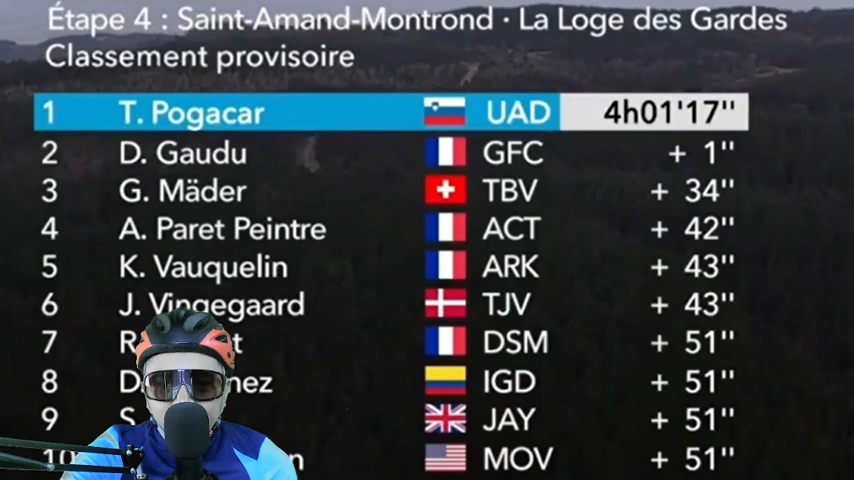 Étape 4 : Saint-Amand-Montrond · La Loge des Gardes
Classement provisoire
1 T. Pogacar UAD 4h01'17''
2 D. Gaudu GFC + 1''
3 G. Mäder TBV + 34''
4 A. Paret Peintre ACT + 42''
5 K. Vauquelin ARK + 43''
6 J. Vingegaard TJV + 43''
7 DSM + 51''
8 IGD + 51''
9 JAY + 51''
10 MOV + 51''